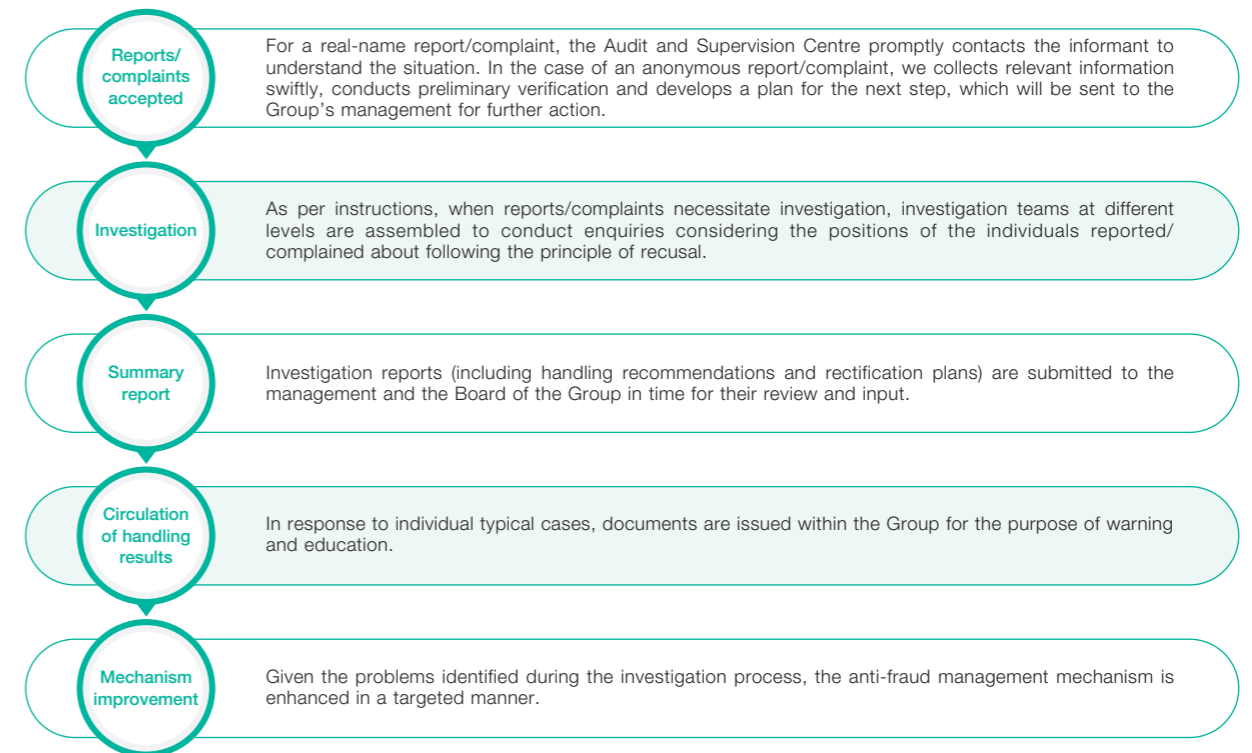 Reports/
complaints
accepted
For a real-name report/complaint, the Audit and Supervision Centre promptly contacts the informant to
understand the situation. In the case of an anonymous report/complaint, we collects relevant information
swiftly, conducts preliminary verification and develops a plan for the next step, which will be sent to the
Group’s management for further action.
Investigation
As per instructions, when reports/complaints necessitate investigation, investigation teams at different
levels are assembled to conduct enquiries considering the positions of the individuals reported/
complained about following the principle of recusal.
Summary
report
Investigation reports (including handling recommendations and rectification plans) are submitted to the
management and the Board of the Group in time for their review and input.
Circulation
of handling
results
In response to individual typical cases, documents are issued within the Group for the purpose of warning
and education.
Mechanism
improvement
Given the problems identified during the investigation process, the anti-fraud management mechanism is
enhanced in a targeted manner.